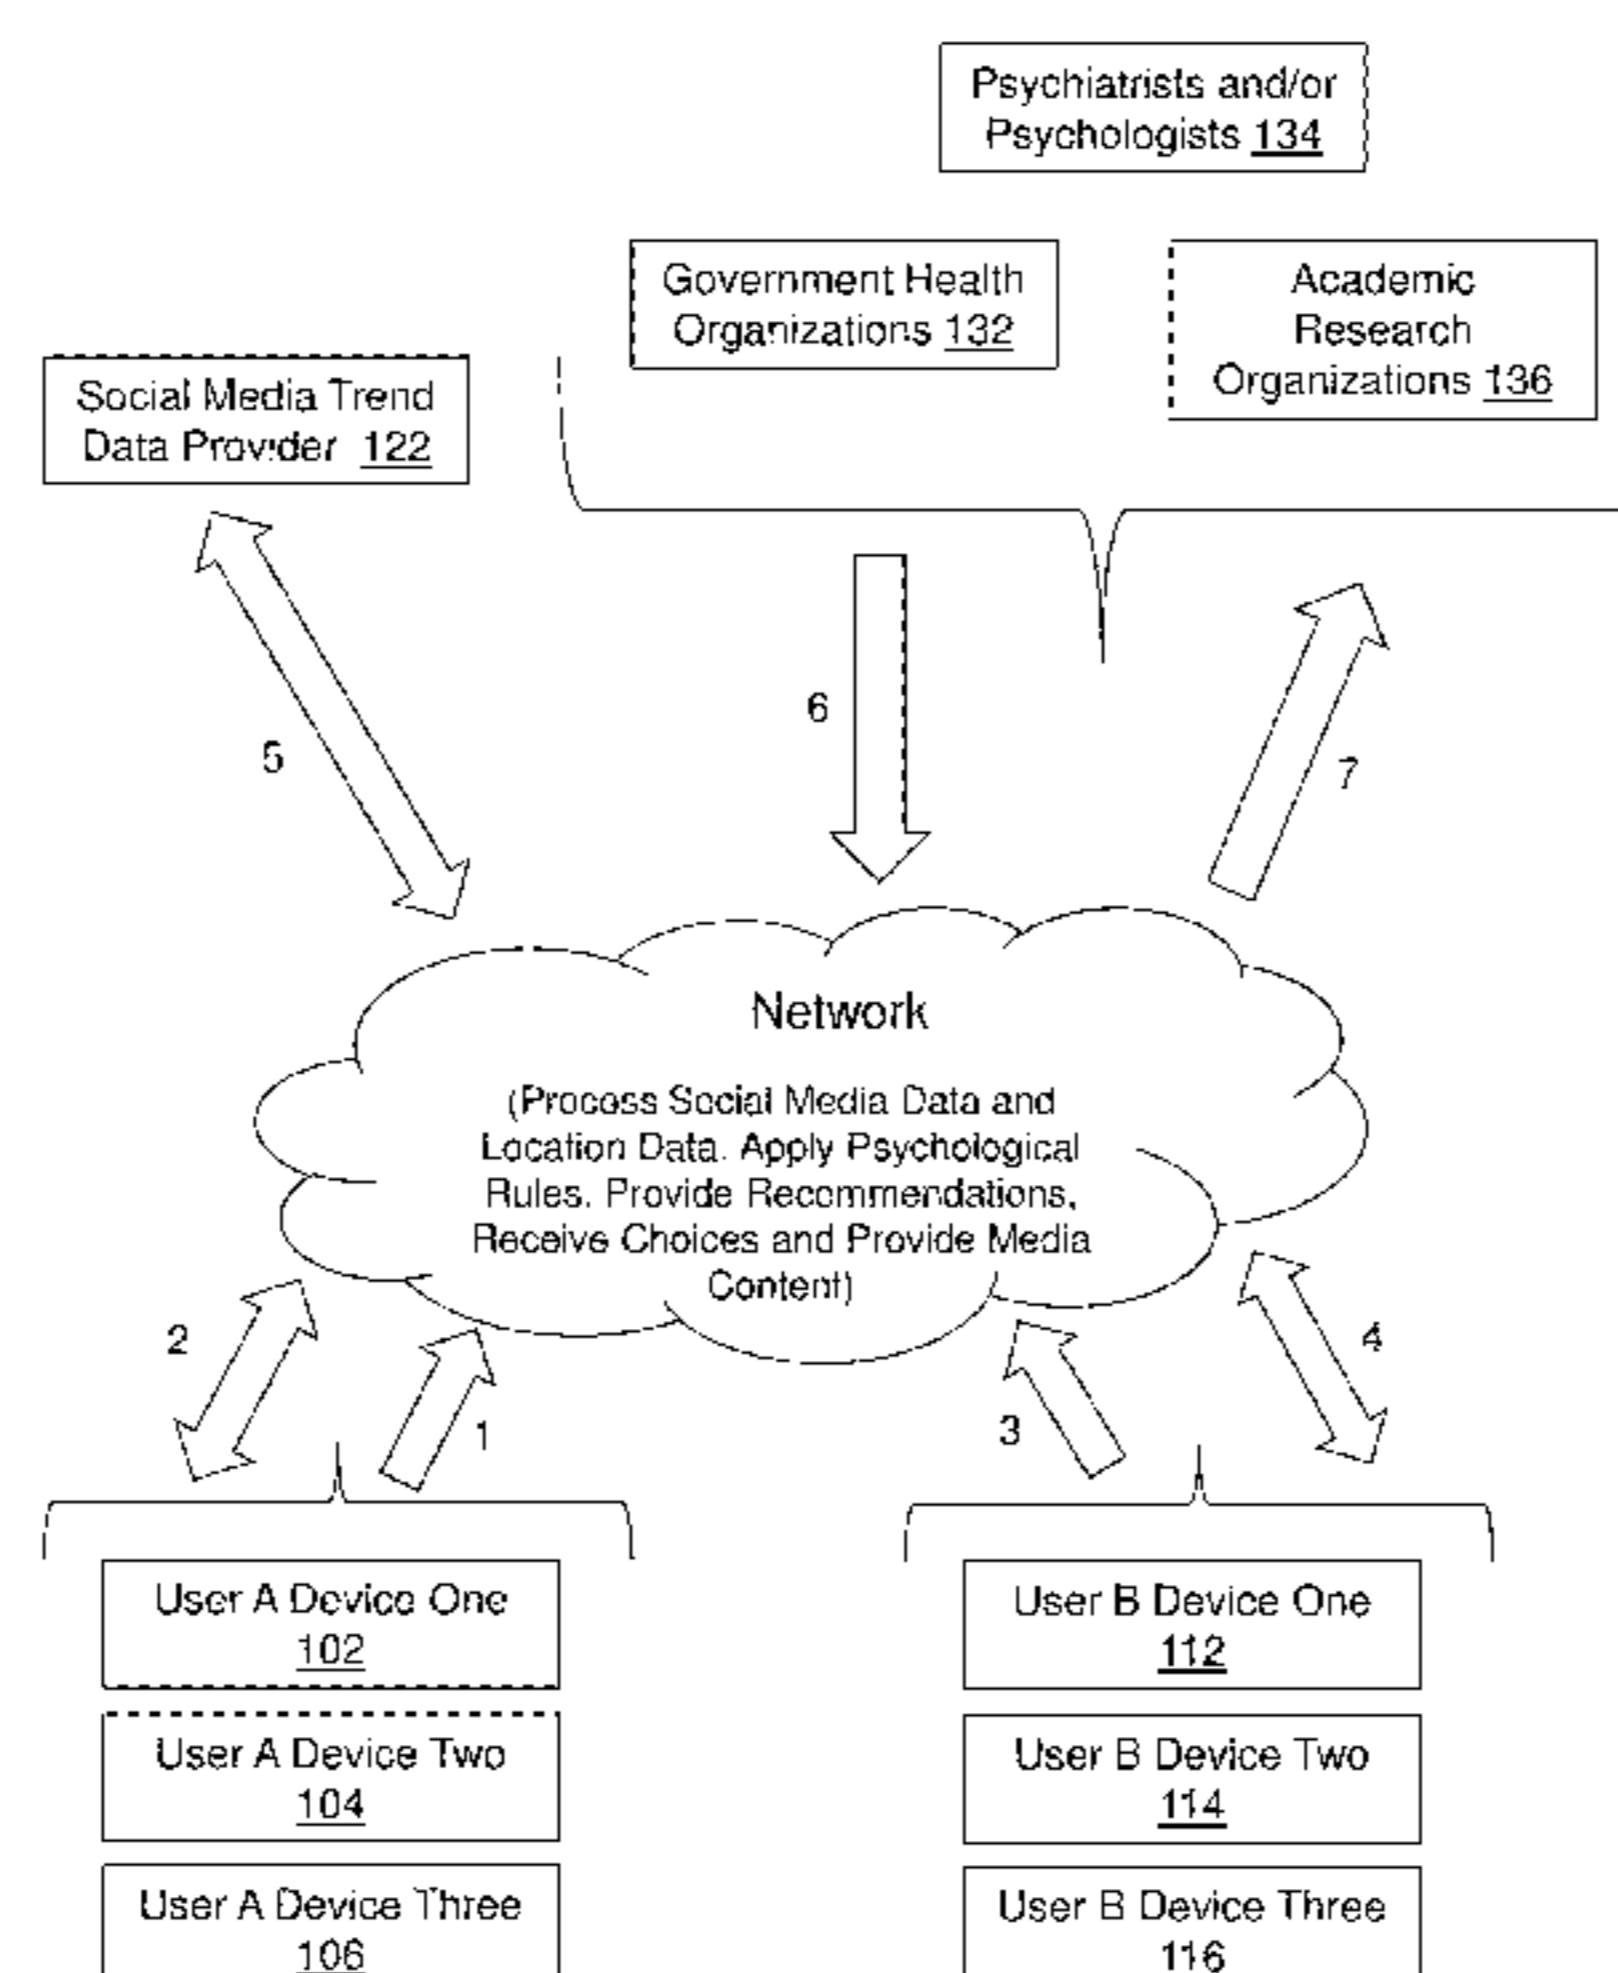 Psychiatrists and/or
Psychologists 134
Government Health
Organizations 132
Academic
Research
Organizations 136
Social Media Trend
Data Provider 122
5
6
7
Network
(Process Social Media Data and
Location Data. Apply Psychological
Rules. Provide Recommendations,
Receive Choices and Provide Media
Content)
2
1
3
4
User A Device One
102
User A Device Two
104
User A Device Three
106
User B Device One
112
User B Device Two
114
User B Device Three
116